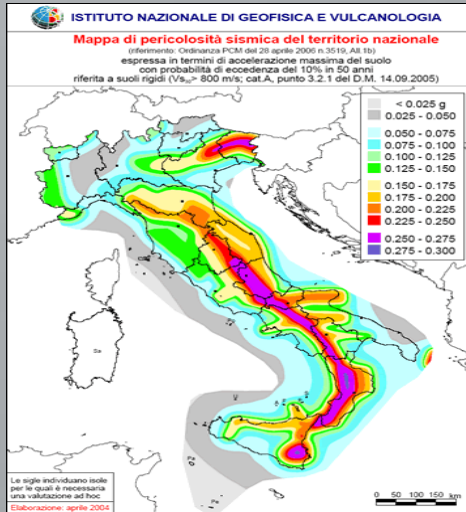 ISTITUTO NAZIONALE DI GEOFISICA E VULCANOLOGIA
Mappa di pericolosità sismica del territorio nazionale
(riferimento: Ordinanza PCM del 28 aprile 2006 n.3519, All.1b)
espressa in termini di accelerazione massima del suolo
con probabilità di eccedenza del 10% in 50 anni
riferita a suoli rigidi (Vs₃₀> 800 m/s; cat.A, punto 3.2.1 del D.M. 14.09.2005)
< 0.025 g
0.025 - 0.050
0.050 - 0.075
0.075 - 0.100
0.100 - 0.125
0.125 - 0.150
0.150 - 0.175
0.175 - 0.200
0.200 - 0.225
0.225 - 0.250
0.250 - 0.275
0.275 - 0.300
Sa
U
Le sigle individuano isole
per le quali è necessaria
una valutazione ad hoc
Elaborazione: aprile 2004
0 50 100 150 km